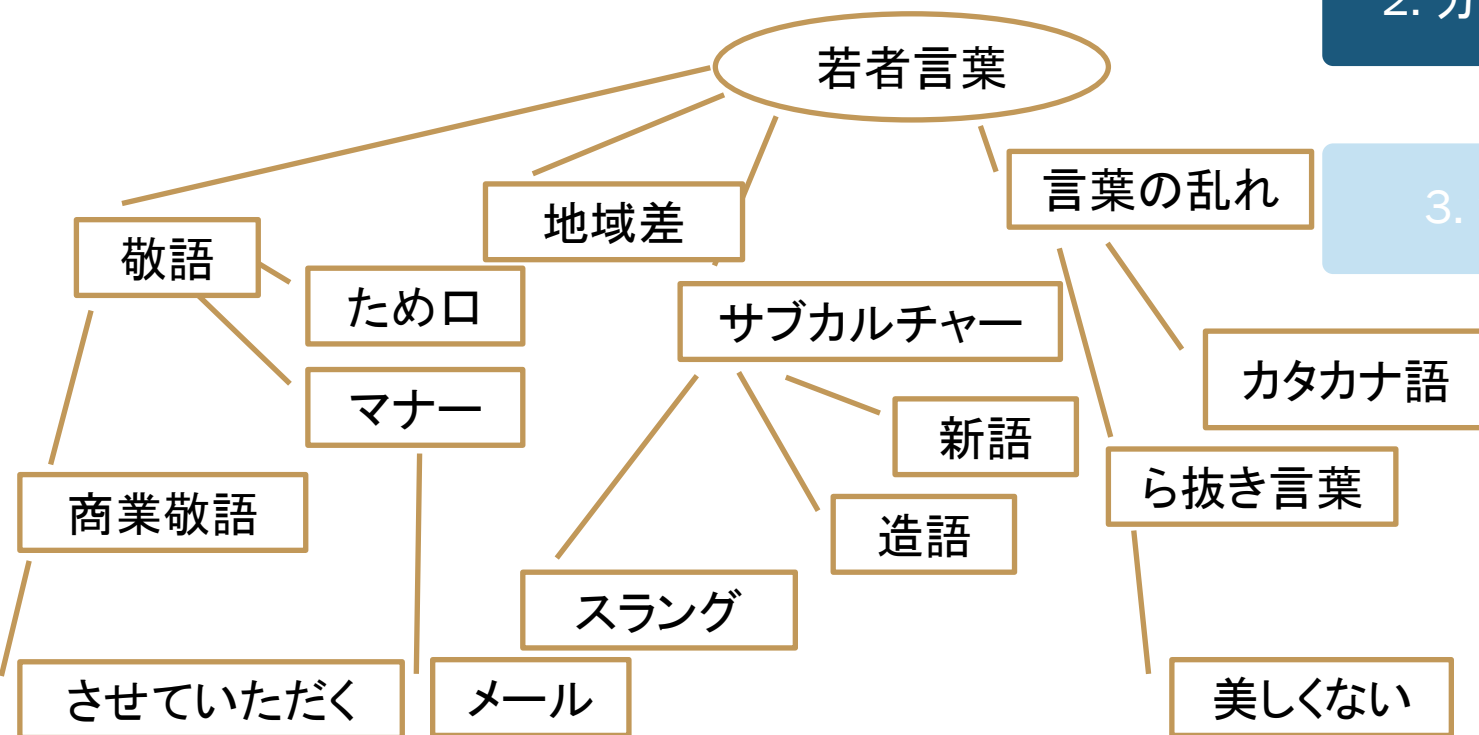 2. カ
若者言葉
言葉の乱れ
3.
地域差
敬語
ため口
サブカルチャー
カタカナ語
マナー
新語
ら抜き言葉
商業敬語
造語
スラング
させていただく
メール
美しくない